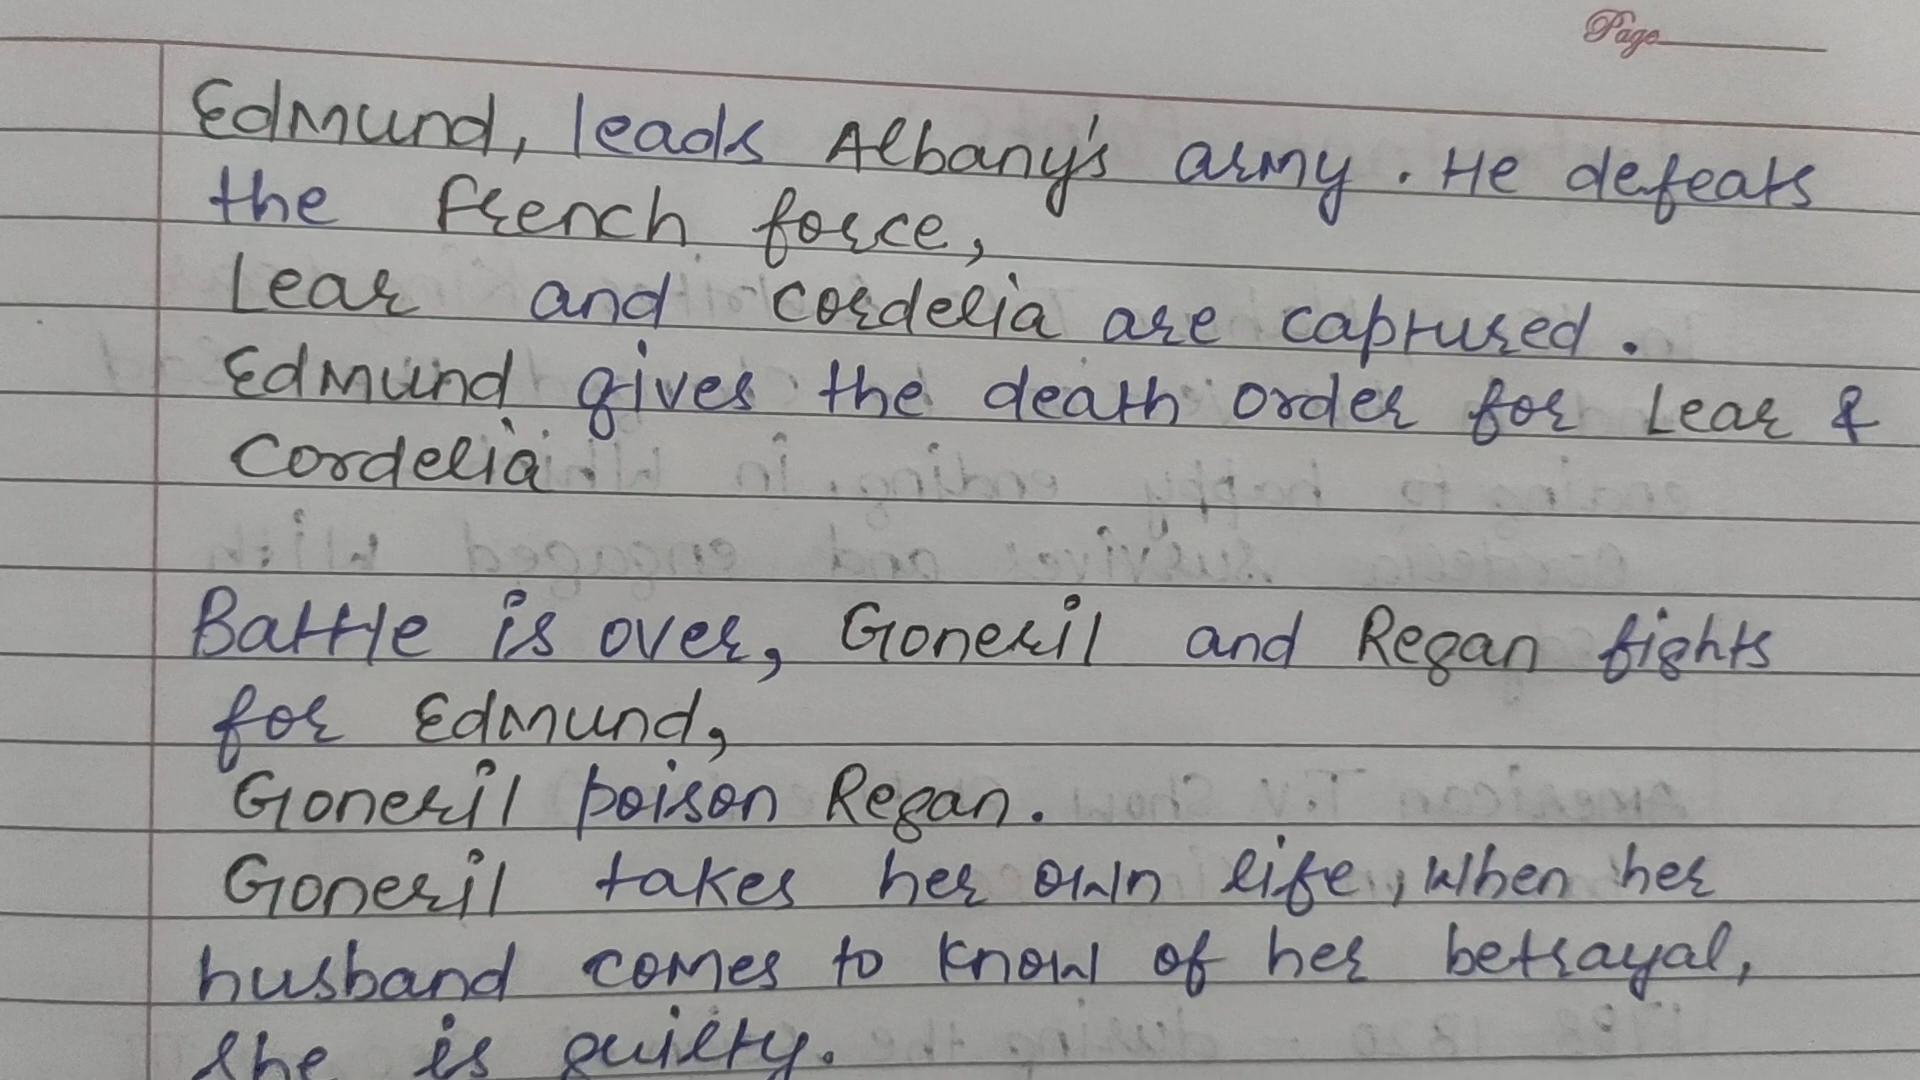 Page
Edmund, leads Albany's army. He defeats
the French force,
Lear and Cordelia are captured.
Edmund gives the death order for Lear &
Cordelia
Battle is over, Goneril and Regan fights
for Edmund,
Goneril poison Regan.
Goneril takes her own life, when her
husband comes to know of her betrayal,
she is guilty.